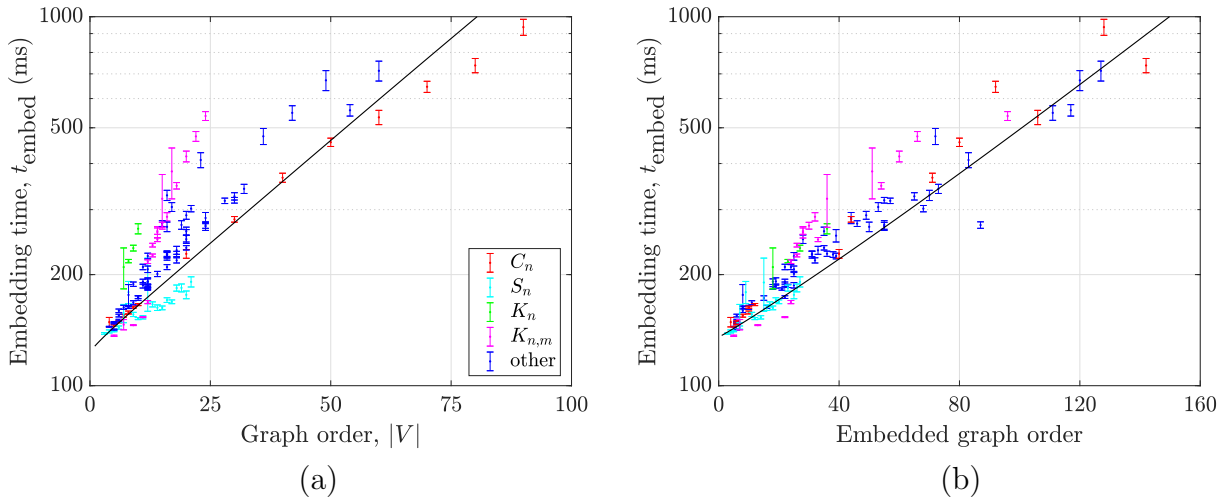 1000
500
200
100
Embedding time, t_embed (ms)
0
25
50
75
100
Graph order, |V|
C_n
S_n
K_n
K_{n,m}
other
(a)
1000
500
200
100
Embedding time, t_embed (ms)
0
40
80
120
160
Embedded graph order
(b)